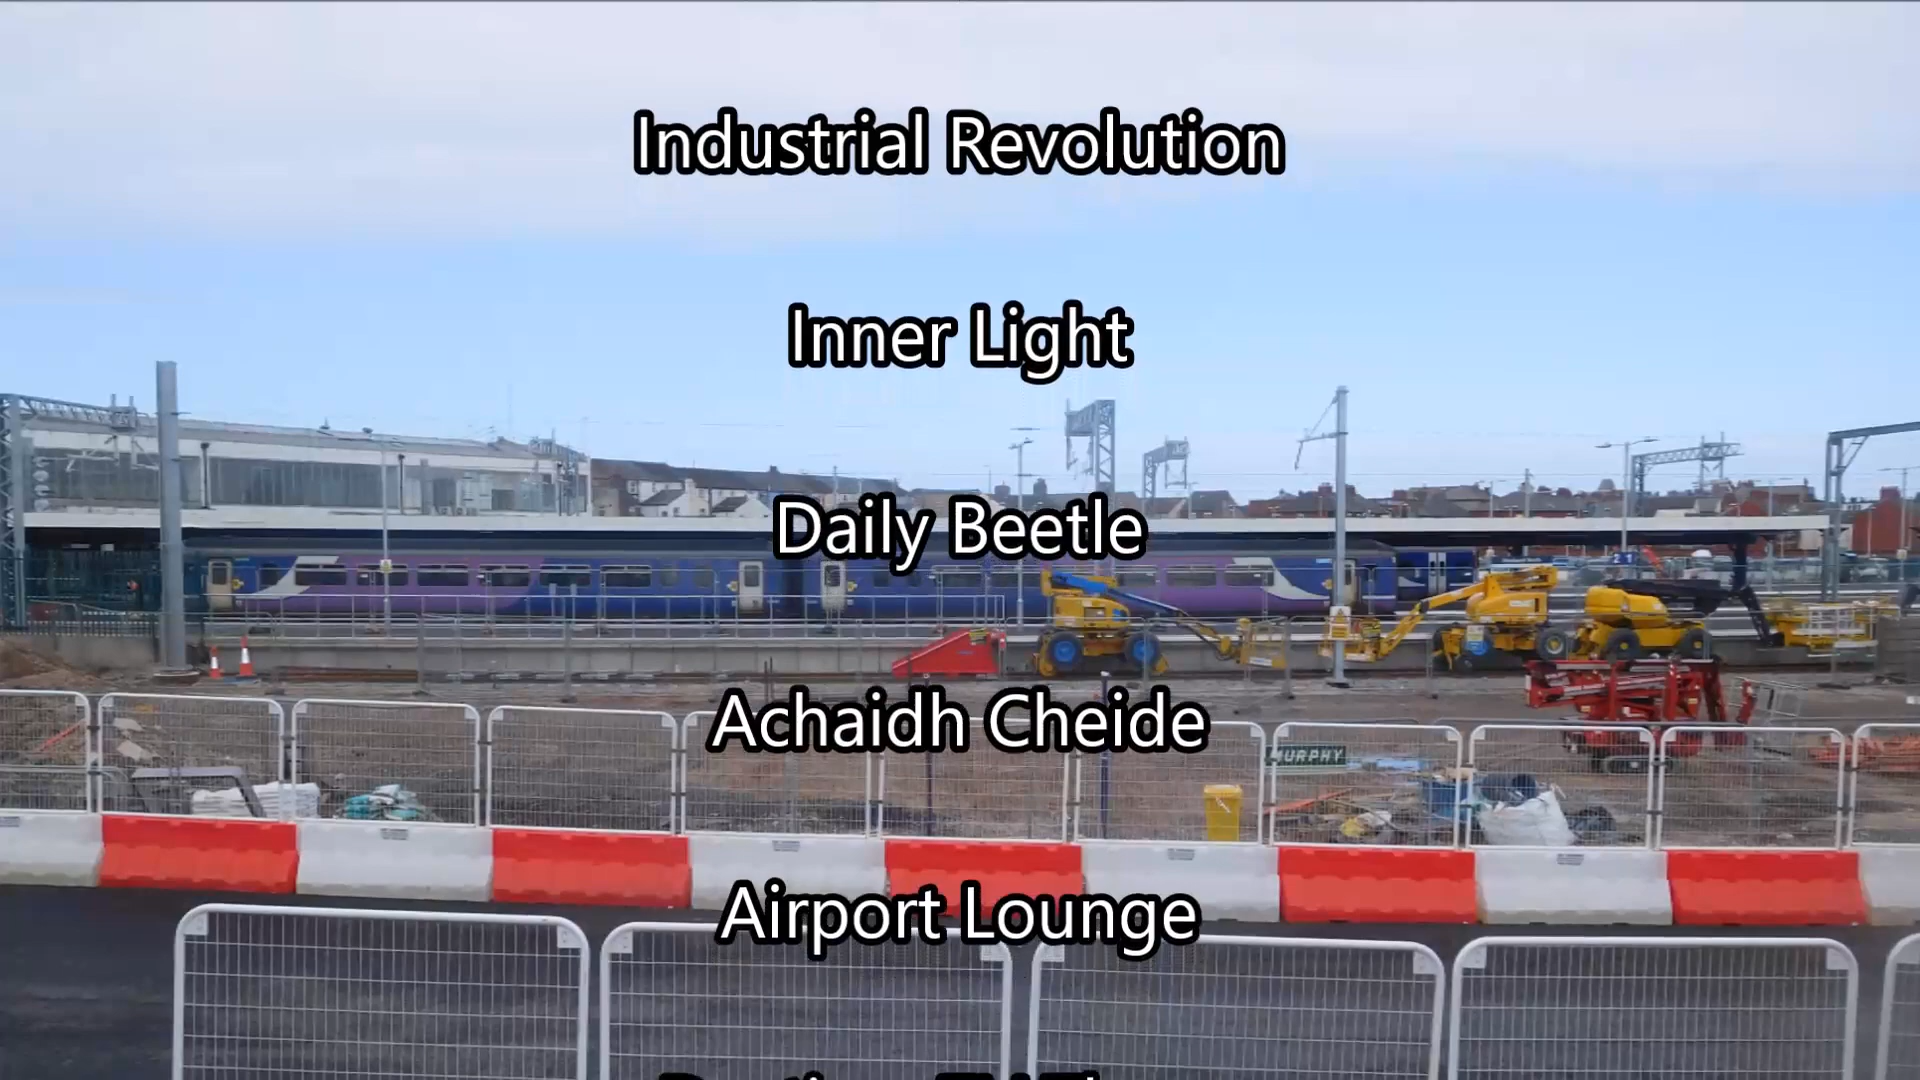 Industrial Revolution
Inner Light
Daily Beetle
Achaidh Cheide
MURPHY
Airport Lounge